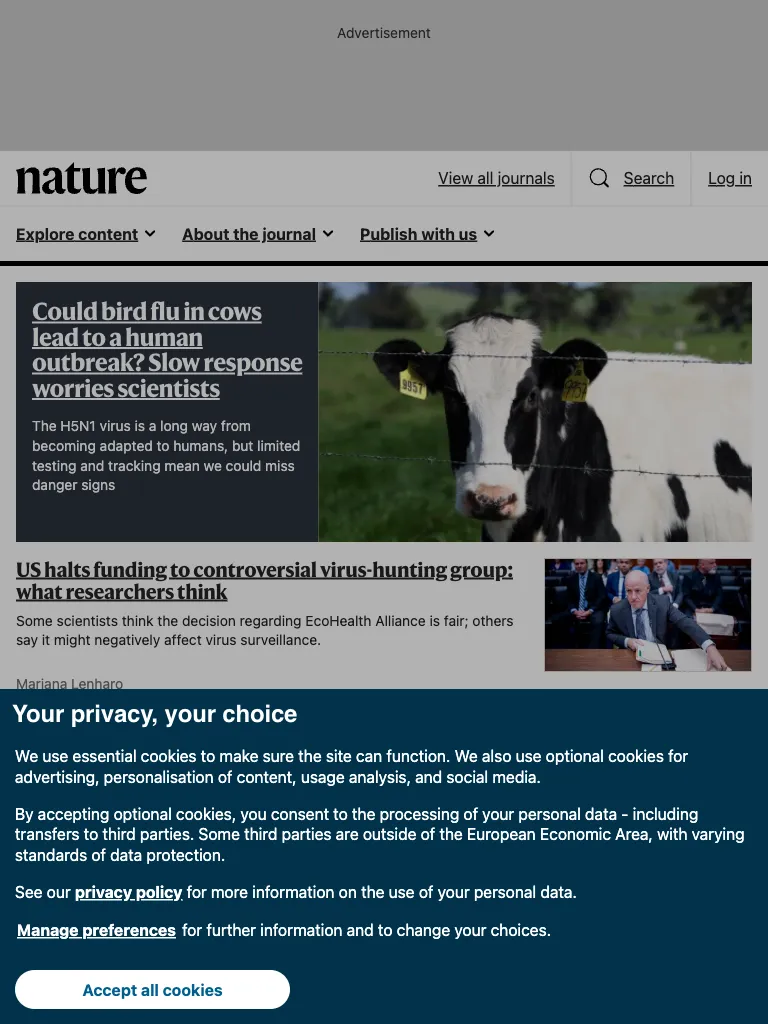 Advertisement
nature
View all journals
Search
Log in
Explore content
About the journal
Publish with us
Could bird flu in cows
lead to a human
outbreak? Slow response
worries scientists
The H5N1 virus is a long way from
becoming adapted to humans, but limited
testing and tracking mean we could miss
danger signs
9957
9957
US halts funding to controversial virus-hunting group:
what researchers think
Some scientists think the decision regarding EcoHealth Alliance is fair; others
say it might negatively affect virus surveillance.
Mariana Lenharo
Your privacy, your choice
We use essential cookies to make sure the site can function. We also use optional cookies for
advertising, personalisation of content, usage analysis, and social media.
By accepting optional cookies, you consent to the processing of your personal data - including
transfers to third parties. Some third parties are outside of the European Economic Area, with varying
standards of data protection.
See our privacy policy for more information on the use of your personal data.
Manage preferences for further information and to change your choices.
Accept all cookies